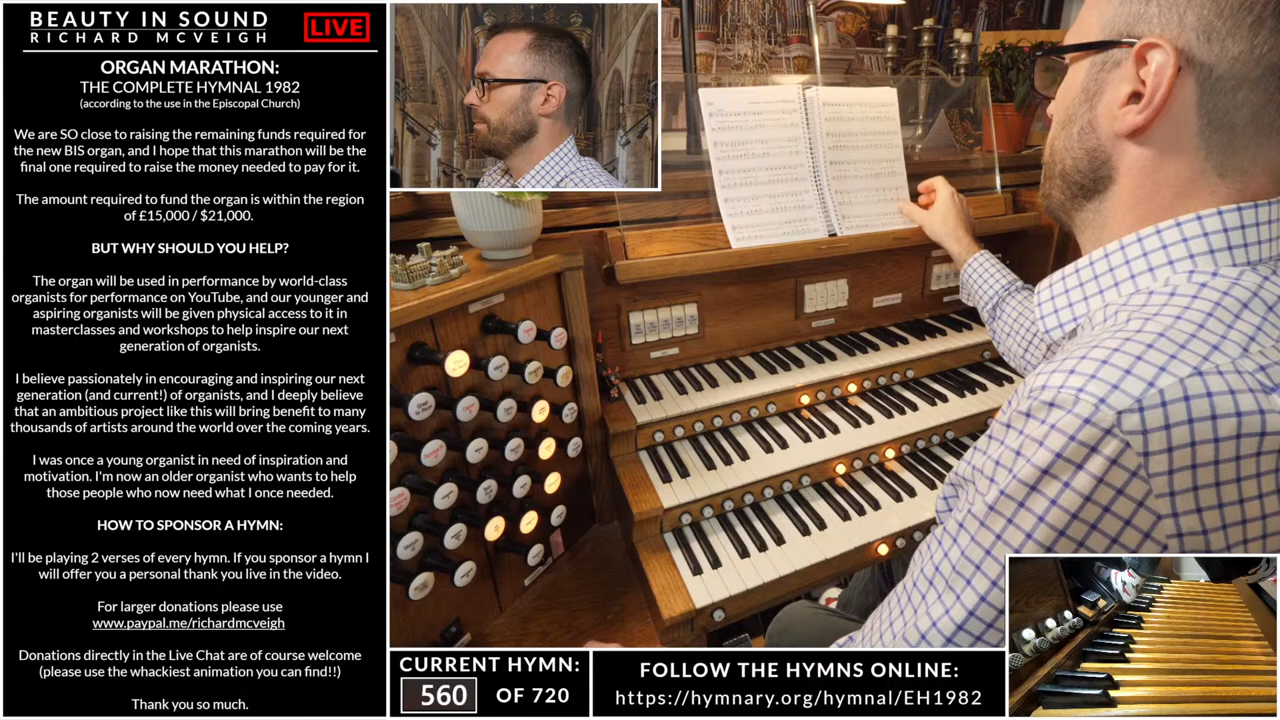 BEAUTY IN SOUND
RICHARD MCVEIGH
LIVE
ORGAN MARATHON:
THE COMPLETE HYMNAL 1982
(according to the use in the Episcopal Church)
We are SO close to raising the remaining funds required for
the new BIS organ, and I hope that this marathon will be the
final one required to raise the money needed to pay for it.
The amount required to fund the organ is within the region
of £15,000 / $21,000.
BUT WHY SHOULD YOU HELP?
The organ will be used in performance by world-class
organists for performance on YouTube, and our younger and
aspiring organists will be given physical access to it in
masterclasses and workshops to help inspire our next
generation of organists.
I believe passionately in encouraging and inspiring our next
generation (and current!) of organists, and I deeply believe
that an ambitious project like this will bring benefit to many
thousands of artists around the world over the coming years.
I was once a young organist in need of inspiration and
motivation. I'm now an older organist who wants to help
those people who now need what I once needed.
HOW TO SPONSOR A HYMN:
I'll be playing 2 verses of every hymn. If you sponsor a hymn I
will offer you a personal thank you live in the video.
For larger donations please use
www.paypal.me/richardmcveigh
Donations directly in the Live Chat are of course welcome
(please use the whackiest animation you can find!!)
Thank you so much.
CURRENT HYMN:
560 OF 720
FOLLOW THE HYMNS ONLINE:
https://hymnary.org/hymnal/EH1982